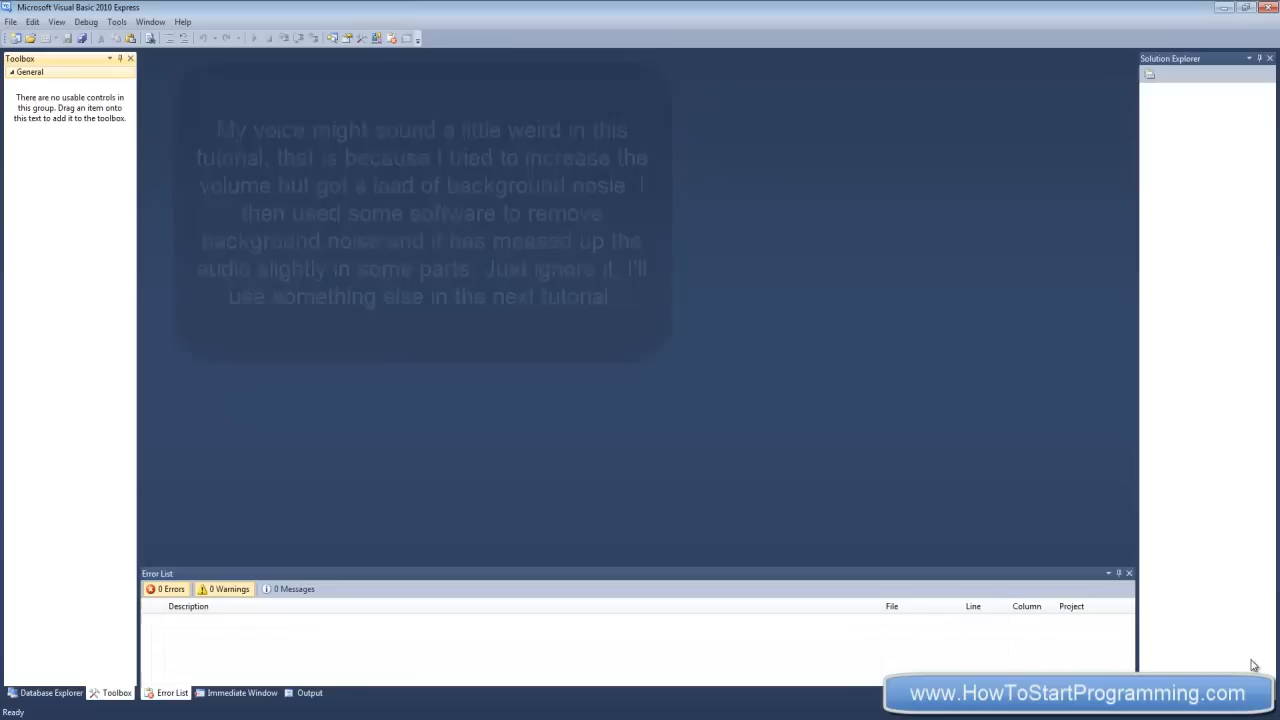 Microsoft Visual Basic 2010 Express
File Edit View Debug Tools Window Help
Toolbox
General
There are no usable controls in
this group. Drag an item onto
this text to add it to the toolbox.
My voice might sound a little weird in this
tutorial, that is because I tried to increase the
volume but got a load of background nosie. I
then used some software to remove
background noise and it has messed up the
audio slightly in some parts. Just ignore it, I'll
use something else in the next tutorial
Solution Explorer
Error List
0 Errors 0 Warnings 0 Messages
Description File Line Column Project
Database Explorer Toolbox Error List Immediate Window Output
www.HowToStartProgramming.com
Ready